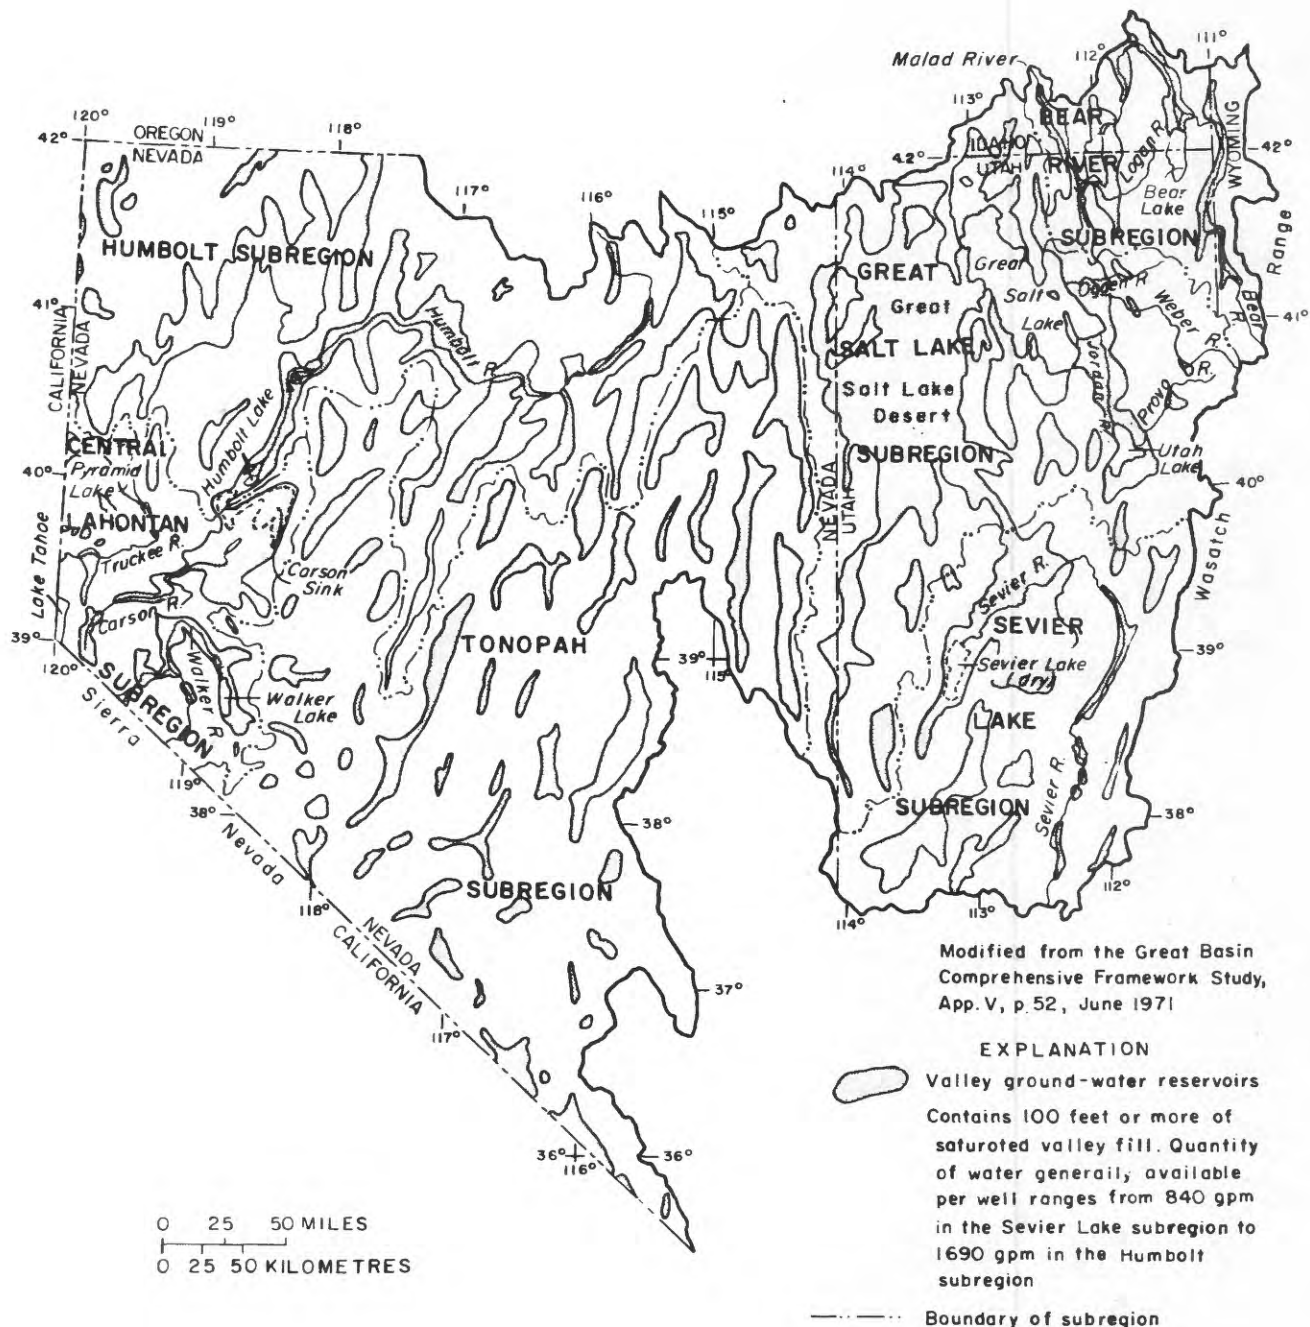 Malad River
111°
112°
113°
120°
119°
118°
OREGON
NEVADA
42°
BEAR
IDAHO
UTAH
42°
42°
WYOMING
RIVER
Logan R.
Bear
Lake
114°
117°
116°
115°
HUMBOLT SUBREGION
SUBREGION
Range
GREAT
Great
Great
Salt
Lake
Ogden R.
Weber
R.
Bear
R.
41°
41°
CALIFORNIA
NEVADA
Humbolt
R.
SALT LAKE
Jordan R.
Provo
R.
Salt Lake
Desert
Humbolt Lake
CENTRAL
Pyramid
Lake
40°
SUBREGION
Utah
Lake
40°
NEVADA
UTAH
LAHONTAN
Truckee R.
Lake Tahoe
Carson
Sink
Wasatch
Sevier R.
Carson R.
39°
120°
TONOPAH
SEVIER
39°
115°
39°
Sevier Lake
(dry)
SUBREGION
Walker R.
Walker
Lake
Sierra
LAKE
119°
38°
Nevada
38°
SUBREGION
Sevier R.
38°
SUBREGION
118°
112°
113°
114°
NEVADA
CALIFORNIA
37°
117°
36°
116°
36°
Modified from the Great Basin
Comprehensive Framework Study,
App. V, p. 52, June 1971
EXPLANATION
Valley ground-water reservoirs
Contains 100 feet or more of
saturoted valley fill. Quantity
of water generail, available
per well ranges from 840 gpm
in the Sevier Lake subregion to
1690 gpm in the Humbolt
subregion
Boundary of subregion
0 25 50 MILES
0 25 50 KILOMETRES